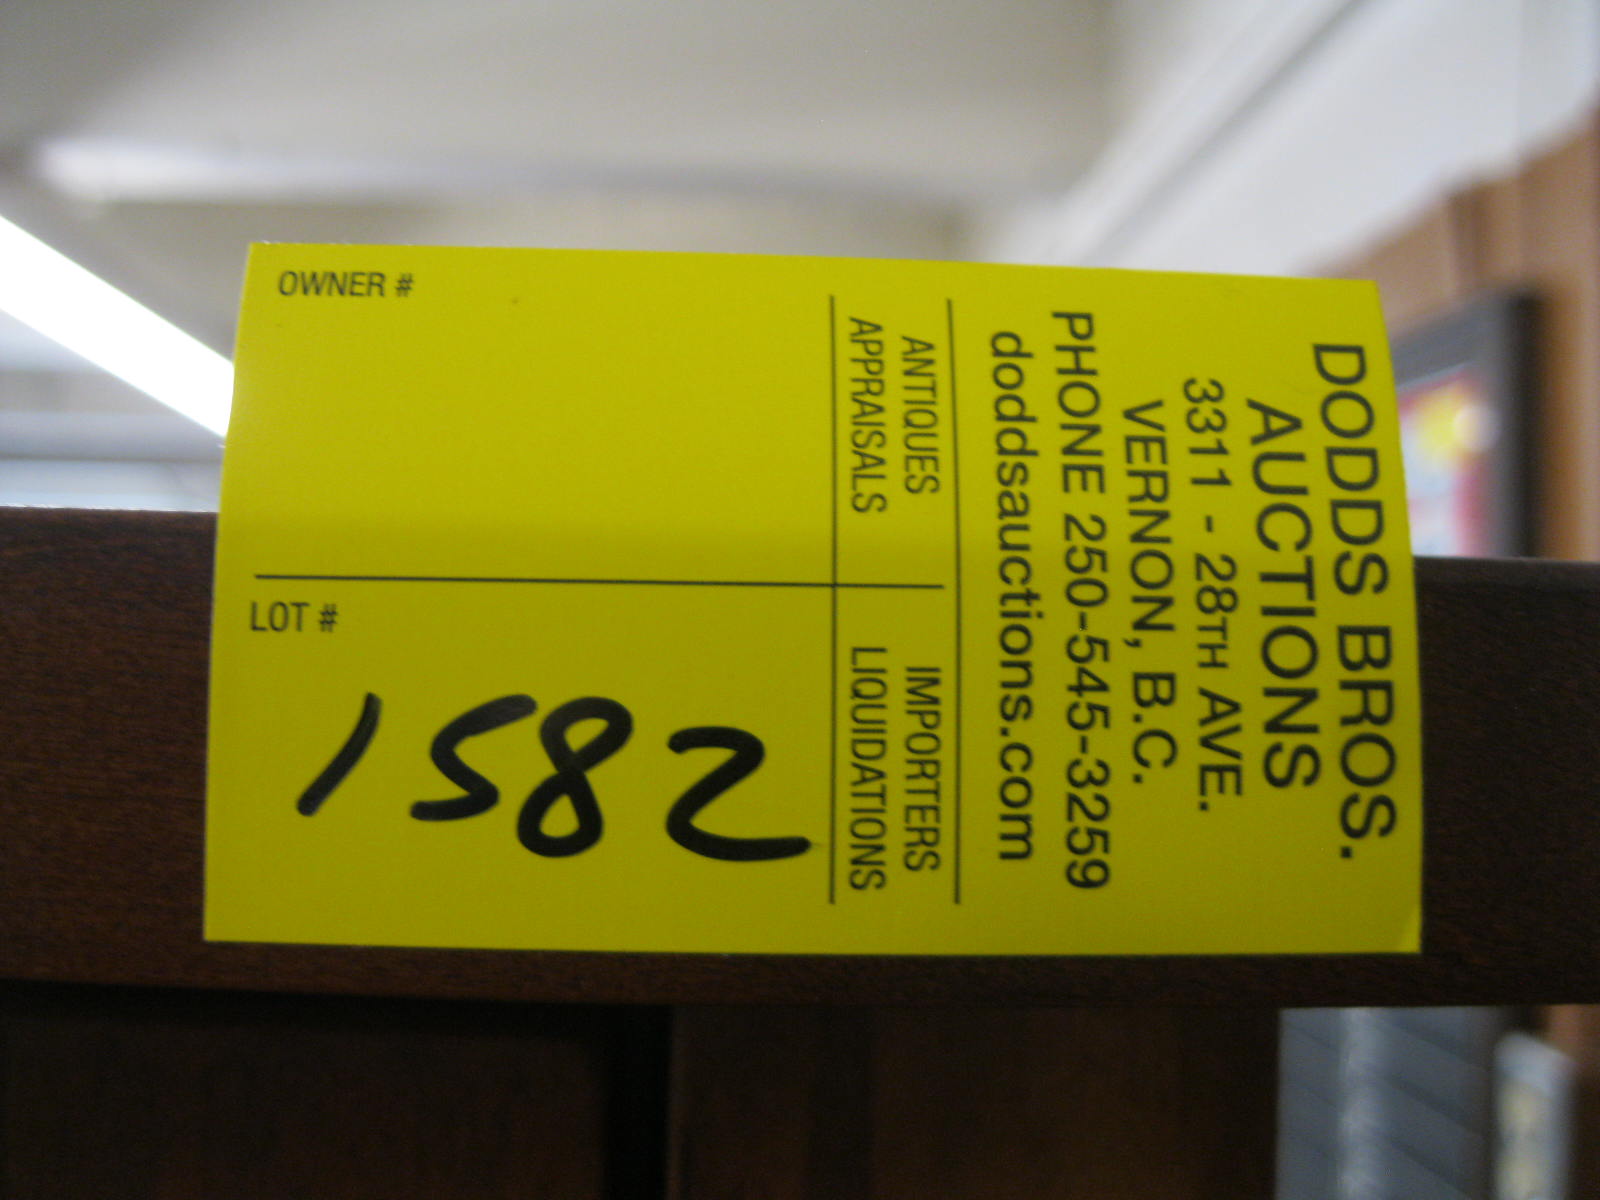 DODDS BROS.
AUCTIONS
3311 - 28TH AVE.
VERNON, B.C.
PHONE 250-545-3259
doddsauctions.com
ANTIQUES
APPRAISALS
IMPORTERS
LIQUIDATIONS
OWNER #
LOT #
1582